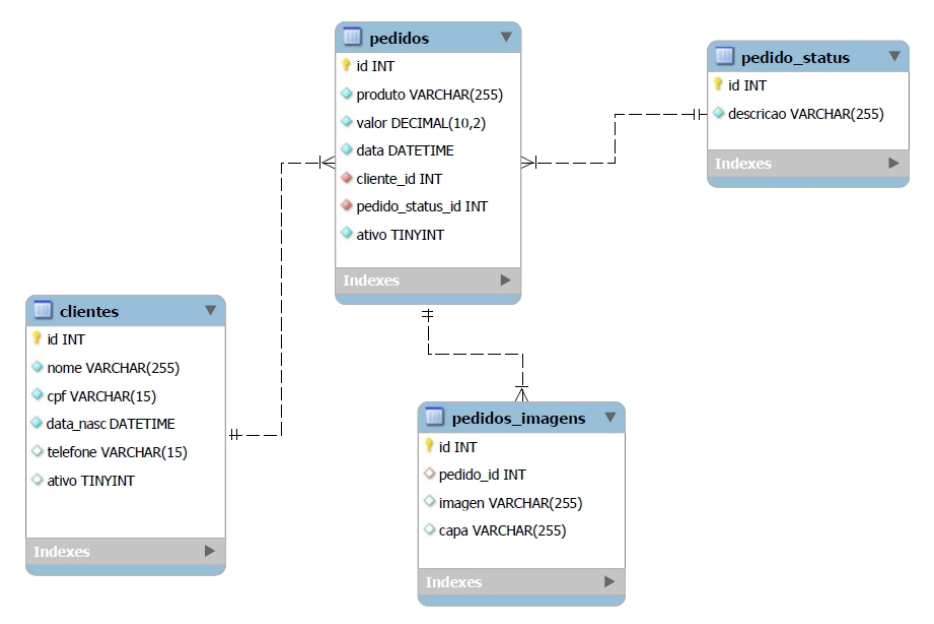 pedidos
id INT
produto VARCHAR(255)
valor DECIMAL(10,2)
data DATETIME
cliente_id INT
pedido_status_id INT
ativo TINYINT
Indexes
pedido_status
id INT
descricao VARCHAR(255)
Indexes
clientes
id INT
nome VARCHAR(255)
cpf VARCHAR(15)
data_nasc DATETIME
telefone VARCHAR(15)
ativo TINYINT
Indexes
pedidos_imagens
id INT
pedido_id INT
imagen VARCHAR(255)
capa VARCHAR(255)
Indexes